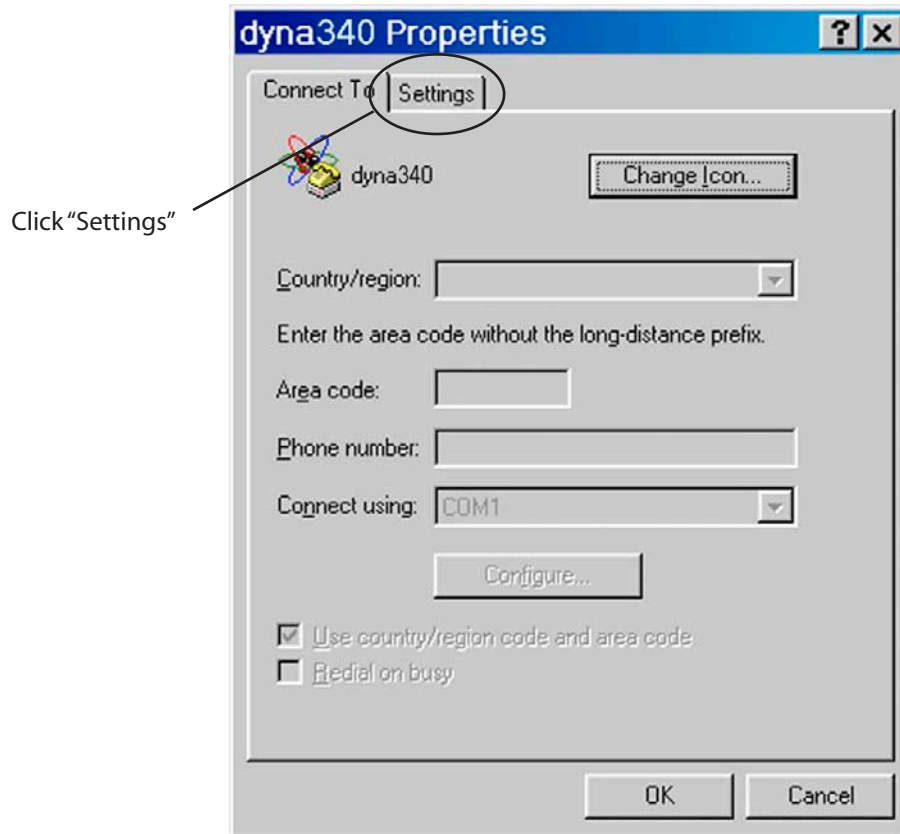 dyna340 Properties
Connect To
Settings
dyna340
Change Icon...
Click “Settings”
Country/region:
Enter the area code without the long-distance prefix.
Area code:
Phone number:
Connect using:
COM1
Configure...
Use country/region code and area code
Redial on busy
OK
Cancel